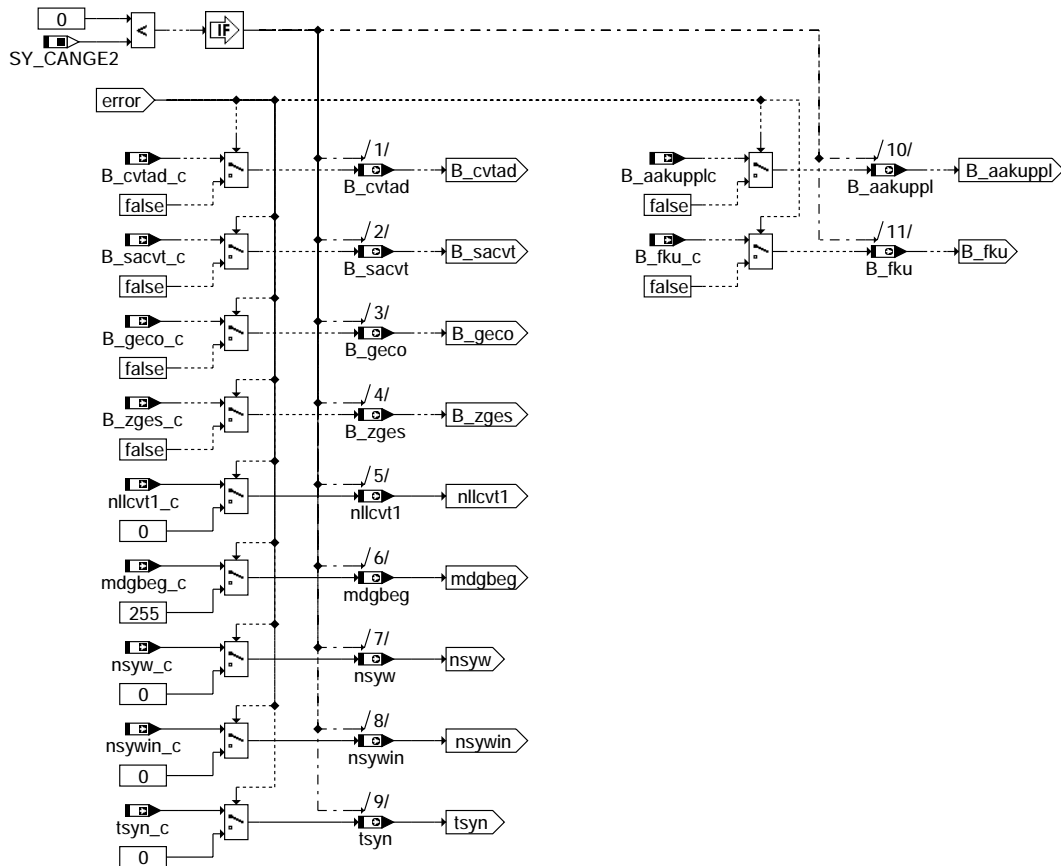 0
<
IF
SY_CANGE2
error
B_cvtad_c
false
/1/
B_cvtad
B_cvtad
B_aakupplc
false
/10/
B_aakuppl
B_aakuppl
B_sacvt_c
false
/2/
B_sacvt
B_sacvt
B_fku_c
false
/11/
B_fku
B_fku
B_geco_c
false
/3/
B_geco
B_geco
B_zges_c
false
/4/
B_zges
B_zges
nllcvt1_c
0
/5/
nllcvt1
nllcvt1
mdgbeg_c
255
/6/
mdgbeg
mdgbeg
nsyw_c
0
/7/
nsyw
nsyw
nsywin_c
0
/8/
nsywin
nsywin
tsyn_c
0
/9/
tsyn
tsyn